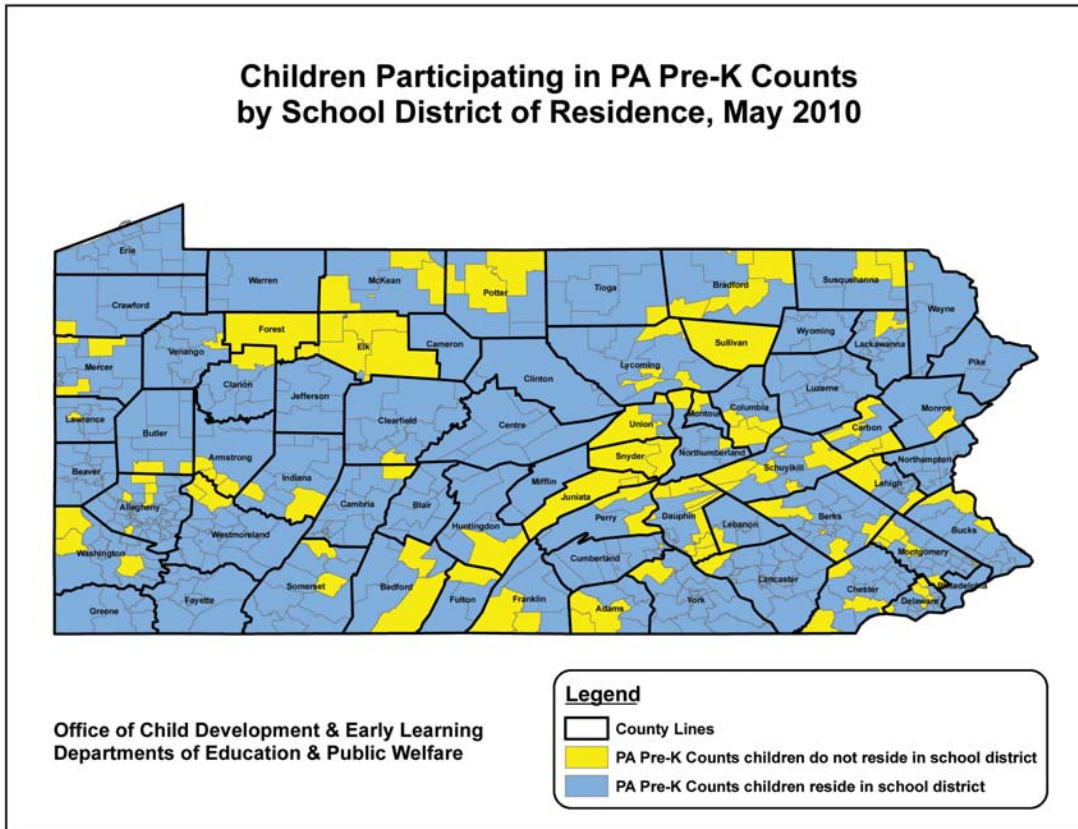 Children Participating in PA Pre-K Counts
by School District of Residence, May 2010
Erie
Warren
McKean
Potter
Tioga
Bradford
Susquehanna
Wayne
Crawford
Forest
Elk
Cameron
Sullivan
Wyoming
Lackawanna
Pike
Venango
Mercer
Lycoming
Clinton
Luzerne
Clarion
Jefferson
Lawrance
Butler
Clearfield
Centre
Union
Montour
Columbia
Monroe
Carbon
Snyder
Northumberland
Northampton
Beaver
Armstrong
Indiana
Mifflin
Schuylkill
Lehigh
Juniata
Allegheny
Cambria
Blair
Huntingdon
Perry
Dauphin
Lebanon
Berks
Bucks
Westmoreland
Washington
Cumberland
Montgomery
Lancaster
Philadelphia
Somerset
Bedford
Fulton
Franklin
Adams
York
Chester
Delaware
Greene
Fayette
Legend
County Lines
PA Pre-K Counts children do not reside in school district
PA Pre-K Counts children reside in school district
Office of Child Development & Early Learning
Departments of Education & Public Welfare